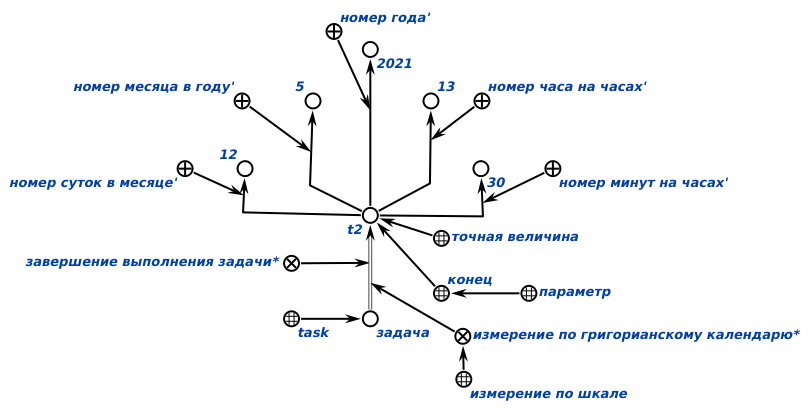 номер года'
2021
номер месяца в году'
5
13
номер часа на часах'
12
номер суток в месяце'
30
номер минут на часах'
t2
точная величина
завершение выполнения задачи*
конец
параметр
task
задача
измерение по григорианскому календарю*
измерение по шкале